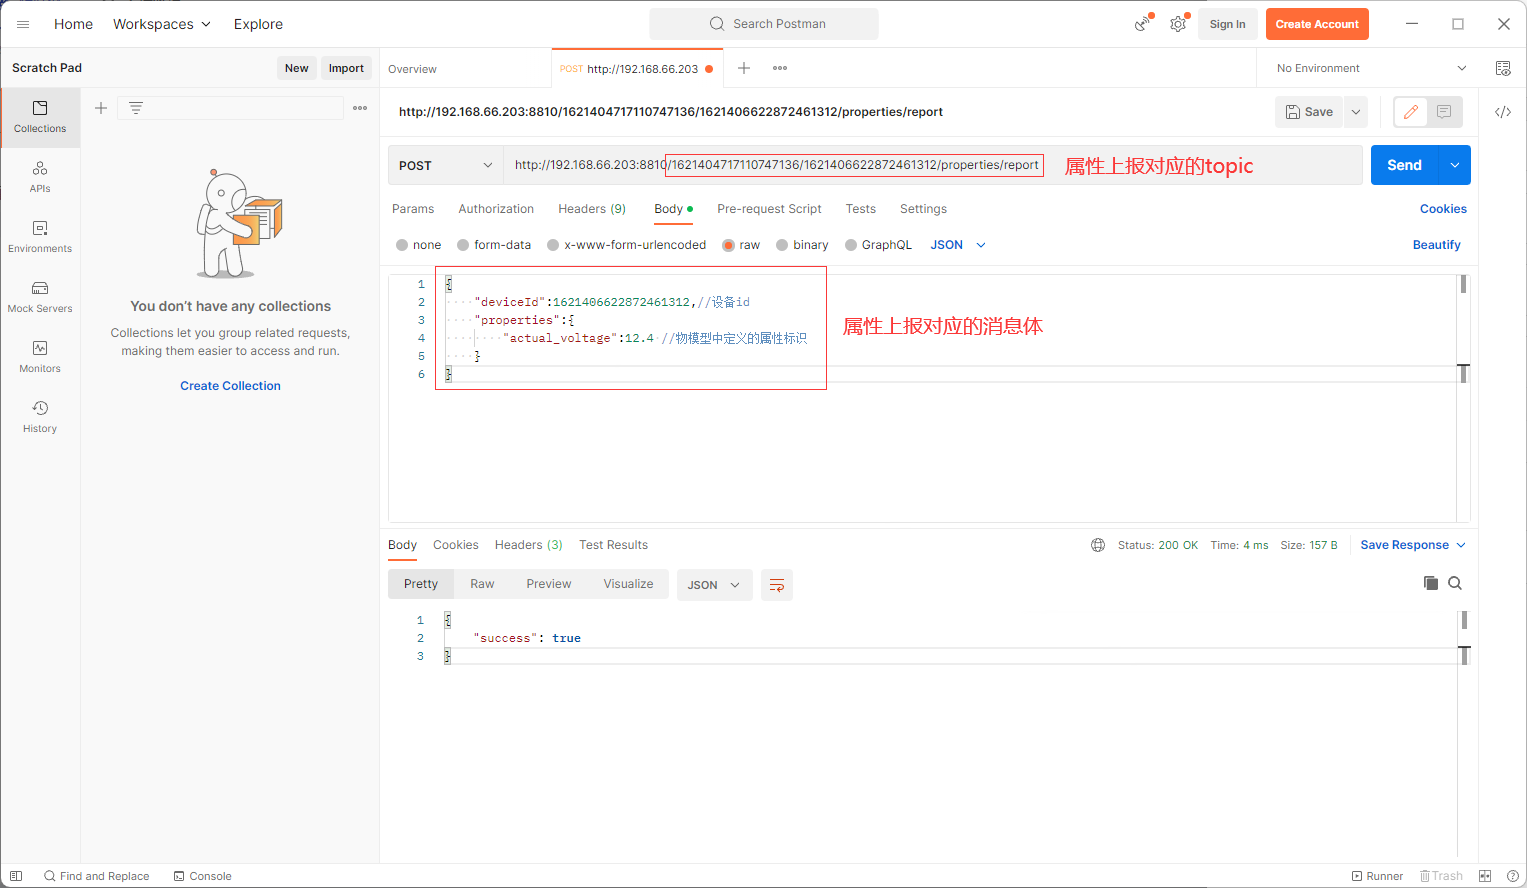 Home Workspaces Explore Search Postman Sign In Create Account
Scratch Pad New Import Overview POST http://192.168.66.203 No Environment
http://192.168.66.203:8810/1621404717110747136/1621406622872461312/properties/report Save
POST http://192.168.66.203:8810/1621404717110747136/1621406622872461312/properties/report 属性上报对应的topic Send
Params Authorization Headers (9) Body Pre-request Script Tests Settings Cookies
none form-data x-www-form-urlencoded raw binary GraphQL JSON Beautify
1 {
2 "deviceId":1621406622872461312,//设备id
3 "properties":{
4 "actual_voltage":12.4 //物模型中定义的属性标识
5 }
6 }
属性上报对应的消息体
Collections
APIs
Environments
Mock Servers
Monitors
History
You don't have any collections
Collections let you group related requests,
making them easier to access and run.
Create Collection
Body Cookies Headers (3) Test Results Status: 200 OK Time: 4 ms Size: 157 B Save Response
Pretty Raw Preview Visualize JSON
1 {
2 "success": true
3 }
Find and Replace Console Runner Trash